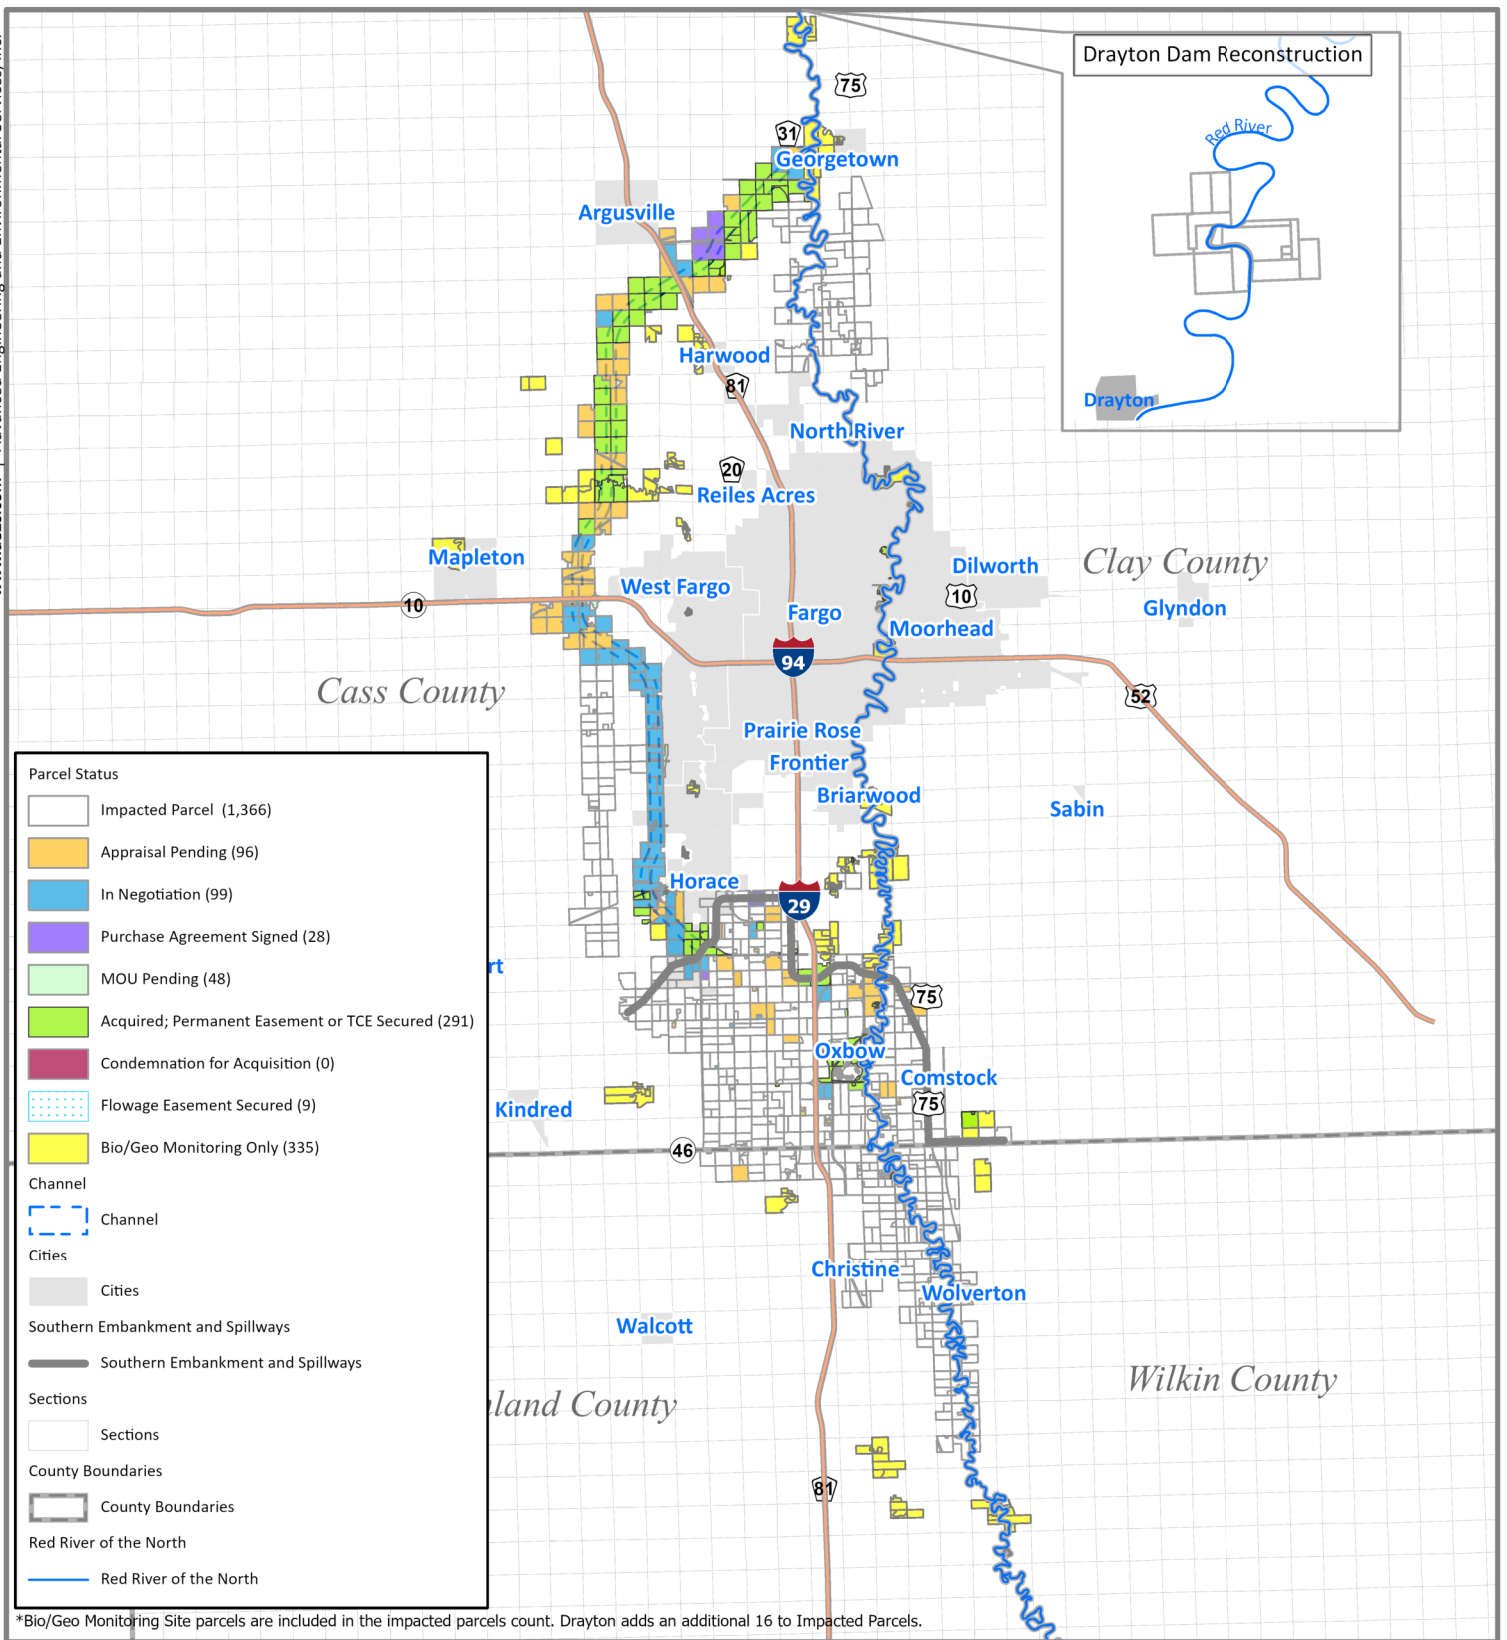 Drayton Dam Reconstruction
75
31
Red River
Georgetown
Argusville
Harwood
81
Drayton
North River
20
Reiles Acres
Mapleton
Clay County
Dilworth
West Fargo
10
10
Glyndon
Fargo
Moorhead
94
Cass County
52
Prairie Rose
Frontier
Briarwood
Sabin
Horace
29
rt
75
Oxbow
Comstock
75
Kindred
46
Christine
Wolverton
Walcott
Wilkin County
land County
81
Parcel Status
Impacted Parcel (1,366)
Appraisal Pending (96)
In Negotiation (99)
Purchase Agreement Signed (28)
MOU Pending (48)
Acquired; Permanent Easement or TCE Secured (291)
Condemnation for Acquisition (0)
Flowage Easement Secured (9)
Bio/Geo Monitoring Only (335)
Channel
Channel
Cities
Cities
Southern Embankment and Spillways
Southern Embankment and Spillways
Sections
Sections
County Boundaries
County Boundaries
Red River of the North
Red River of the North
*Bio/Geo Monitoring Site parcels are included in the impacted parcels count. Drayton adds an additional 16 to Impacted Parcels.